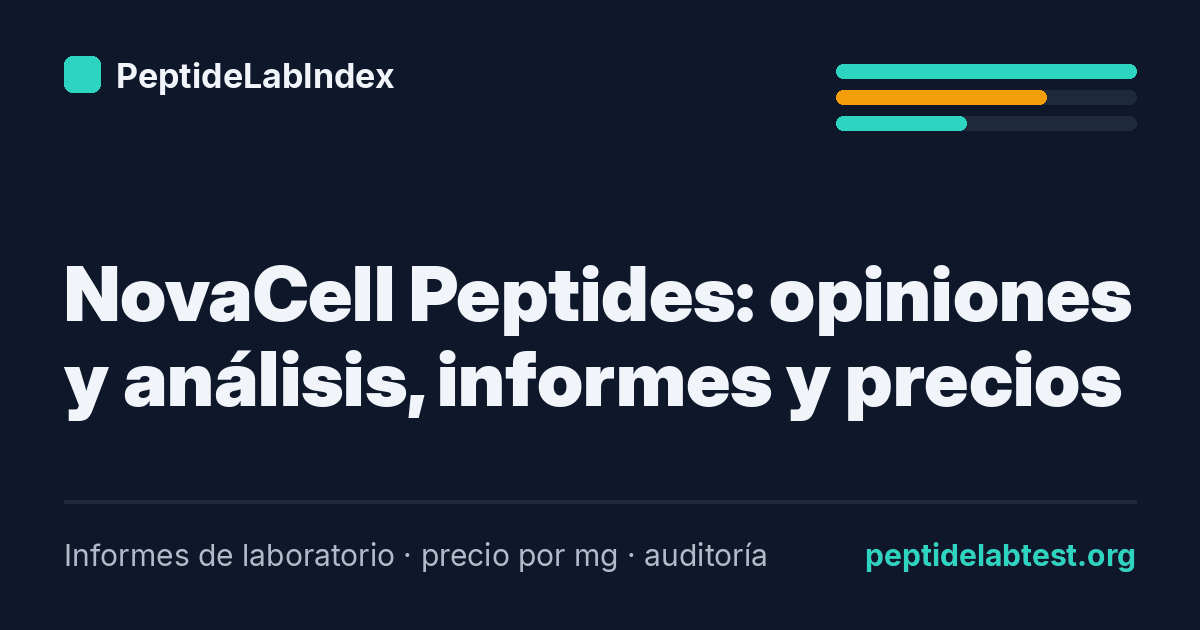 PeptideLabIndex
NovaCell Peptides: opiniones
y análisis, informes y precios
Informes de laboratorio · precio por mg · auditoría
peptidelabtest.org